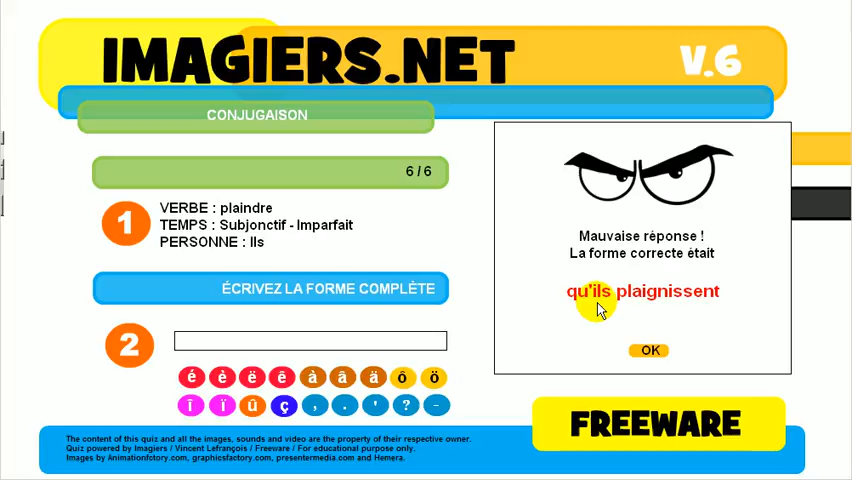 IMAGIERS.NET
V.6
CONJUGAISON
6 / 6
1
VERBE : plaindre
TEMPS : Subjonctif - Imparfait
PERSONNE : Ils
ÉCRIVEZ LA FORME COMPLÈTE
2
é è ë ê à â ä ô ö
î ï û ç , . ' ? -
Mauvaise réponse !
La forme correcte était
qu'ils plaignissent
OK
FREEWARE
The content of this quiz and all the images, sounds and video are the property of their respective owner.
Quiz powered by Imagiers / Vincent Lefrançois / Freeware / For educational purpose only.
Images by Animationfctory.com, graphicsfactory.com, presentermedia.com and Hemera.